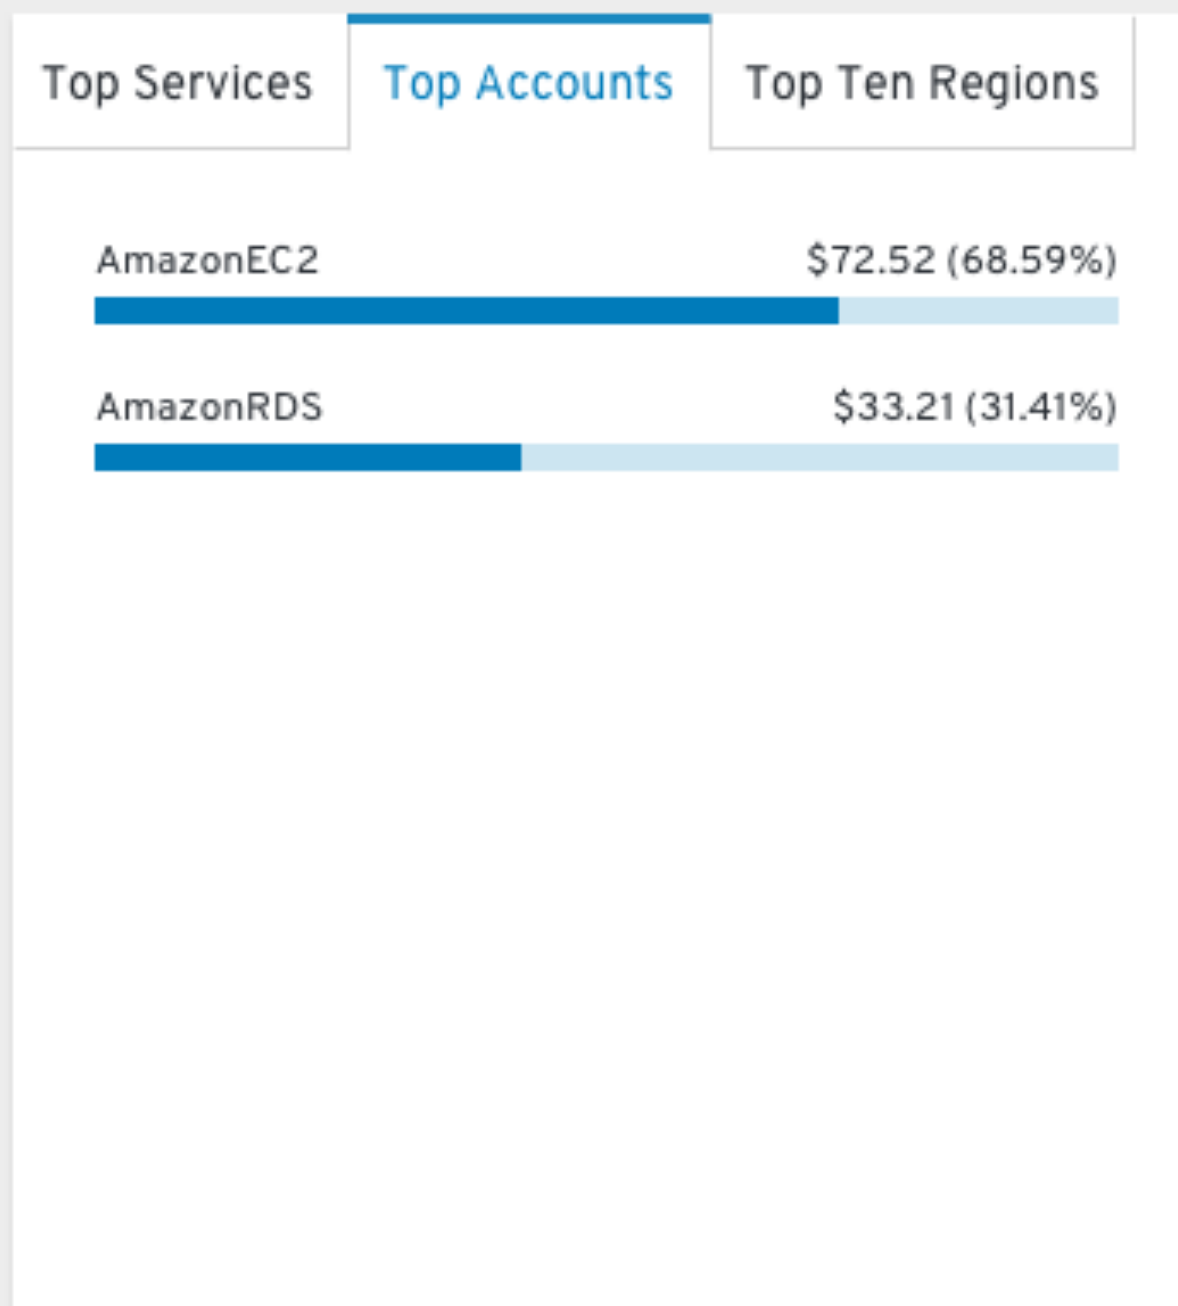 Top Services Top Accounts Top Ten Regions
AmazonEC2 $72.52 (68.59%)
AmazonRDS $33.21 (31.41%)